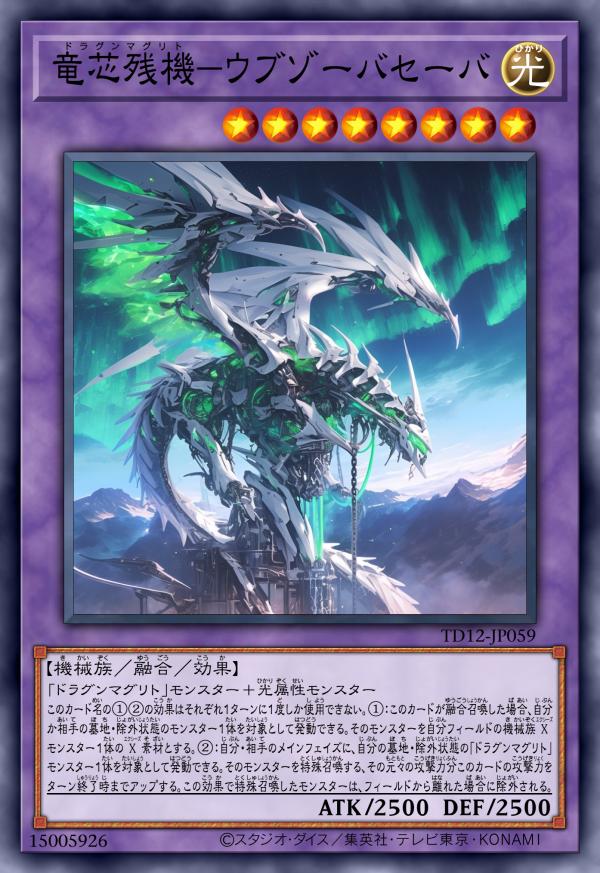 ドラグンマグリト
竜芯残機－ウブゾーバセーバ
ひかり
光
TD12-JP059
【機械族／融合／効果】
「ドラグンマグリト」モンスター＋光属性モンスター
このカード名の①②の効果はそれぞれ1ターンに1度しか使用できない。①：このカードが融合召喚した場合、自分
か相手の墓地・除外状態のモンスター1体を対象として発動できる。そのモンスターを自分フィールドの機械族 X
モンスター1体の X 素材とする。②：自分・相手のメインフェイズに、自分の墓地・除外状態の「ドラグンマグリト」
モンスター1体を対象として発動できる。そのモンスターを特殊召喚する、その元々の攻撃力分このカードの攻撃力を
ターン終了時までアップする。この効果で特殊召喚したモンスターは、フィールドから離れた場合に除外される。
ATK/2500 DEF/2500
15005926
©スタジオ・ダイス／集英社・テレビ東京・KONAMI